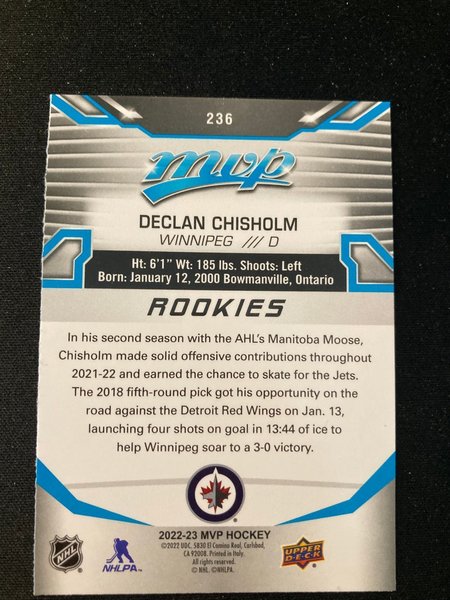 236
mvp
DECLAN CHISHOLM
WINNIPEG /// D
Ht: 6'1" Wt: 185 lbs. Shoots: Left
Born: January 12, 2000 Bowmanville, Ontario
ROOKIES
In his second season with the AHL's Manitoba Moose,
Chisholm made solid offensive contributions throughout
2021-22 and earned the chance to skate for the Jets.
The 2018 fifth-round pick got his opportunity on the
road against the Detroit Red Wings on Jan. 13,
launching four shots on goal in 13:44 of ice to
help Winnipeg soar to a 3-0 victory.
2022-23 MVP HOCKEY
©2022 UDC. 5830 El Camino Real, Carlsbad,
CA 92008. Printed in Italy.
All rights reserved.
© NHL. ©NHLPA.
NHL
NHLPA
UPPER
DECK